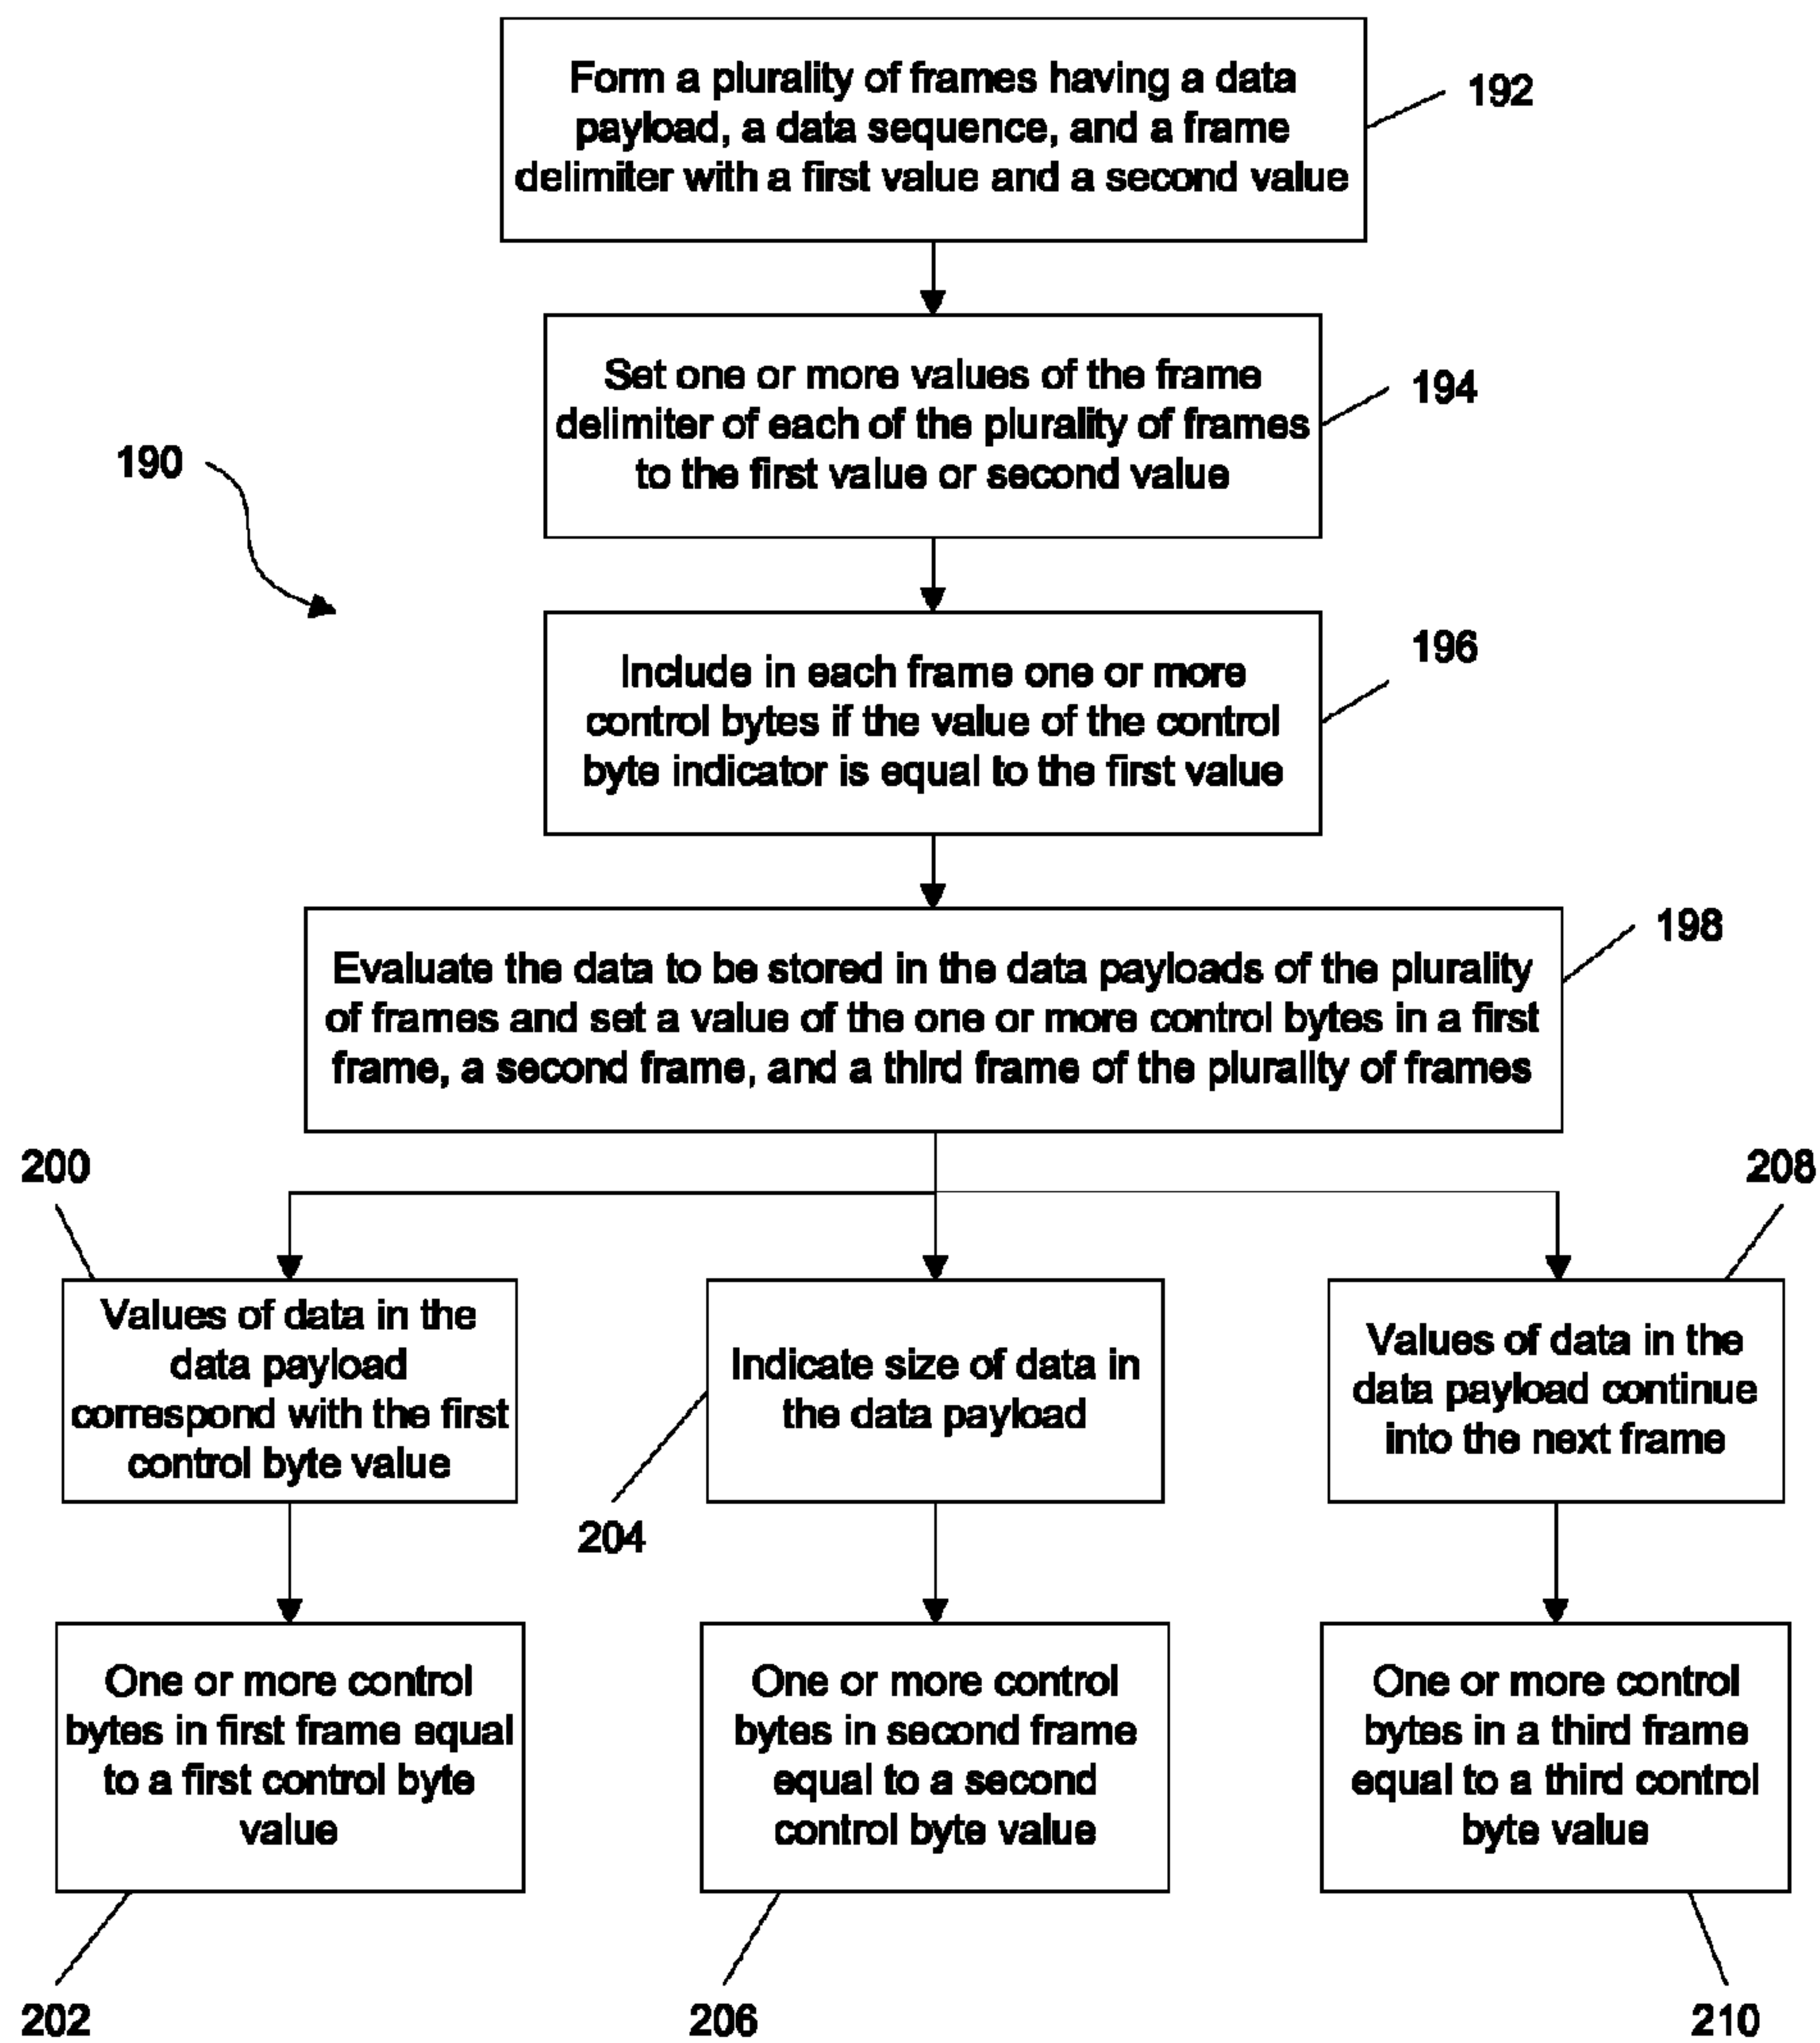 Form a plurality of frames having a data
payload, a data sequence, and a frame
delimiter with a first value and a second value
192
Set one or more values of the frame
delimiter of each of the plurality of frames
to the first value or second value
194
190
Include in each frame one or more
control bytes if the value of the control
byte indicator is equal to the first value
196
Evaluate the data to be stored in the data payloads of the plurality
of frames and set a value of the one or more control bytes in a first
frame, a second frame, and a third frame of the plurality of frames
198
200
Values of data in the
data payload
correspond with the first
control byte value
Indicate size of data in
the data payload
204
208
Values of data in the
data payload continue
into the next frame
One or more control
bytes in first frame equal
to a first control byte
value
202
One or more control
bytes in second frame
equal to a second
control byte value
206
One or more control
bytes in a third frame
equal to a third control
byte value
210